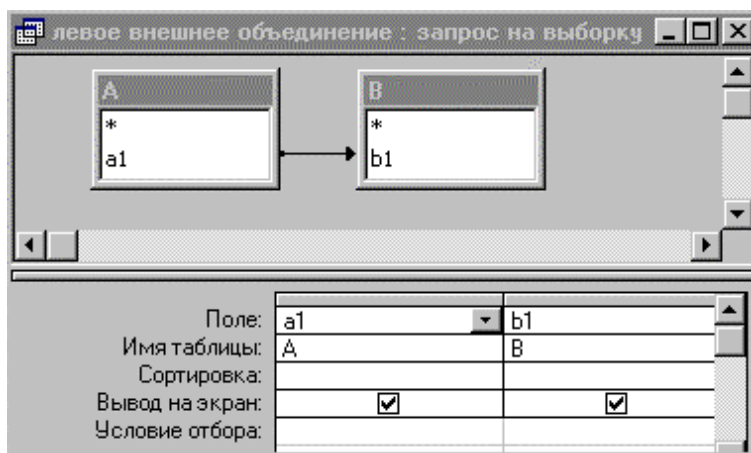 левое внешнее объединение : запрос на выборку
A B
* *
a1 b1
Поле: a1 b1
Имя таблицы: A B
Сортировка:
Вывод на экран:
Условие отбора: